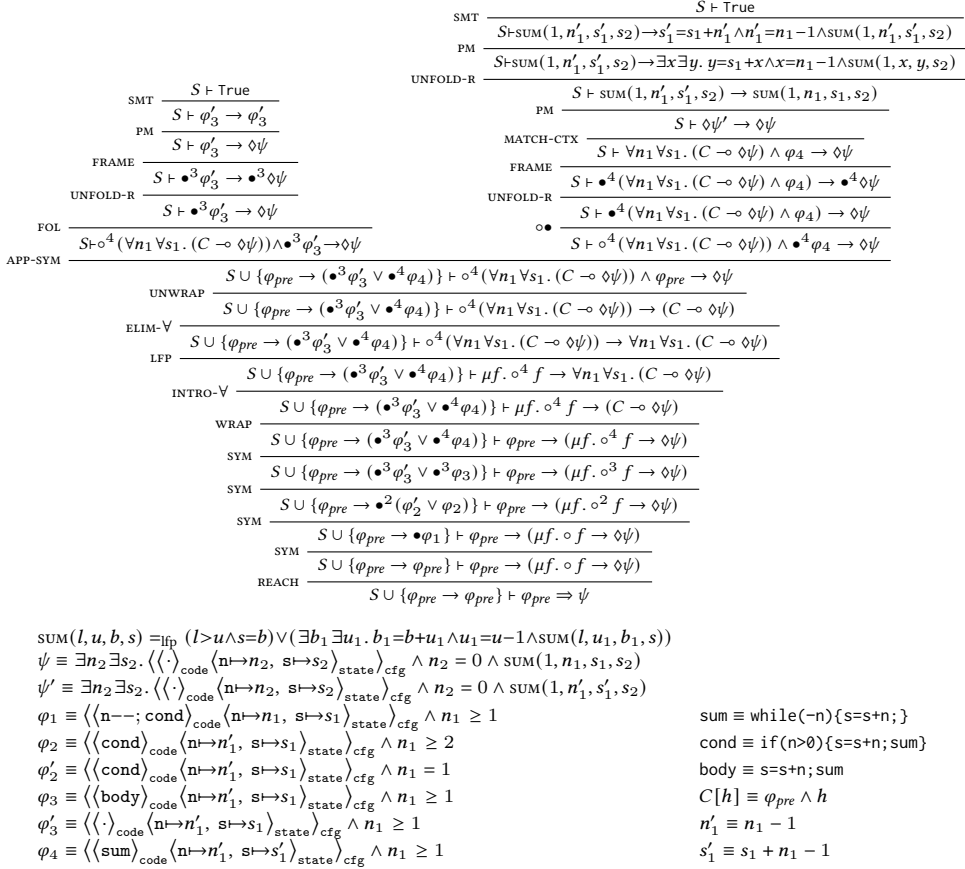 SMT S ⊢ True
PM S⊢SUM(1, n′₁, s′₁, s₂)→s′₁=s₁+n′₁∧n′₁=n₁−1∧SUM(1, n′₁, s′₁, s₂)
UNFOLD-R S⊢SUM(1, n′₁, s′₁, s₂)→∃x∃y. y=s₁+x∧x=n₁−1∧SUM(1, x, y, s₂)
PM S ⊢ SUM(1, n′₁, s′₁, s₂) → SUM(1, n₁, s₁, s₂)
MATCH-CTX S ⊢ ◊ψ′ → ◊ψ
FRAME S ⊢ ∀n₁∀s₁. (C ⊸ ◊ψ) ∧ φ₄ → ◊ψ
UNFOLD-R S ⊢ •⁴(∀n₁∀s₁. (C ⊸ ◊ψ) ∧ φ₄) → •⁴◊ψ
○• S ⊢ •⁴(∀n₁∀s₁. (C ⊸ ◊ψ) ∧ φ₄) → ◊ψ
S ⊢ ○⁴(∀n₁∀s₁. (C ⊸ ◊ψ)) ∧ •⁴φ₄ → ◊ψ
SMT S ⊢ True
PM S ⊢ φ′₃ → φ′₃
FRAME S ⊢ φ′₃ → ◊ψ
UNFOLD-R S ⊢ •³φ′₃ → •³◊ψ
FOL S ⊢ •³φ′₃ → ◊ψ
APP-SYM S⊢○⁴(∀n₁∀s₁. (C ⊸ ◊ψ))∧•³φ′₃→◊ψ
UNWRAP S ∪ {φpre → (•³φ′₃ ∨ •⁴φ₄)} ⊢ ○⁴(∀n₁∀s₁. (C ⊸ ◊ψ)) ∧ φpre → ◊ψ
ELIM-∀ S ∪ {φpre → (•³φ′₃ ∨ •⁴φ₄)} ⊢ ○⁴(∀n₁∀s₁. (C ⊸ ◊ψ)) → (C ⊸ ◊ψ)
LFP S ∪ {φpre → (•³φ′₃ ∨ •⁴φ₄)} ⊢ ○⁴(∀n₁∀s₁. (C ⊸ ◊ψ)) → ∀n₁∀s₁. (C ⊸ ◊ψ)
INTRO-∀ S ∪ {φpre → (•³φ′₃ ∨ •⁴φ₄)} ⊢ μf. ○⁴ f → ∀n₁∀s₁. (C ⊸ ◊ψ)
WRAP S ∪ {φpre → (•³φ′₃ ∨ •⁴φ₄)} ⊢ μf. ○⁴ f → (C ⊸ ◊ψ)
SYM S ∪ {φpre → (•³φ′₃ ∨ •⁴φ₄)} ⊢ φpre → (μf. ○⁴ f → ◊ψ)
SYM S ∪ {φpre → (•³φ′₃ ∨ •³φ₃)} ⊢ φpre → (μf. ○³ f → ◊ψ)
SYM S ∪ {φpre → •²(φ′₂ ∨ φ₂)} ⊢ φpre → (μf. ○² f → ◊ψ)
SYM S ∪ {φpre → •φ₁} ⊢ φpre → (μf. ○ f → ◊ψ)
REACH S ∪ {φpre → φpre} ⊢ φpre → (μf. ○ f → ◊ψ)
S ∪ {φpre → φpre} ⊢ φpre ⇒ ψ
SUM(l, u, b, s) =lfp (l>u∧s=b)∨(∃b₁∃u₁. b₁=b+u₁∧u₁=u−1∧SUM(l, u₁, b₁, s))
ψ ≡ ∃n₂∃s₂. ⟨⟨·⟩code⟨n↦n₂, s↦s₂⟩state⟩cfg ∧ n₂ = 0 ∧ SUM(1, n₁, s₁, s₂)
ψ′ ≡ ∃n₂∃s₂. ⟨⟨·⟩code⟨n↦n₂, s↦s₂⟩state⟩cfg ∧ n₂ = 0 ∧ SUM(1, n′₁, s′₁, s₂)
φ₁ ≡ ⟨⟨n−−; cond⟩code⟨n↦n₁, s↦s₁⟩state⟩cfg ∧ n₁ ≥ 1 sum ≡ while(−n){s=s+n;}
φ₂ ≡ ⟨⟨cond⟩code⟨n↦n′₁, s↦s₁⟩state⟩cfg ∧ n₁ ≥ 2 cond ≡ if(n>0){s=s+n;sum}
φ′₂ ≡ ⟨⟨cond⟩code⟨n↦n′₁, s↦s₁⟩state⟩cfg ∧ n₁ = 1 body ≡ s=s+n;sum
φ₃ ≡ ⟨⟨body⟩code⟨n↦n′₁, s↦s₁⟩state⟩cfg ∧ n₁ ≥ 1 C[h] ≡ φpre ∧ h
φ′₃ ≡ ⟨⟨·⟩code⟨n↦n′₁, s↦s₁⟩state⟩cfg ∧ n₁ ≥ 1 n′₁ ≡ n₁ − 1
φ₄ ≡ ⟨⟨sum⟩code⟨n↦n′₁, s↦s′₁⟩state⟩cfg ∧ n₁ ≥ 1 s′₁ ≡ s₁ + n₁ − 1